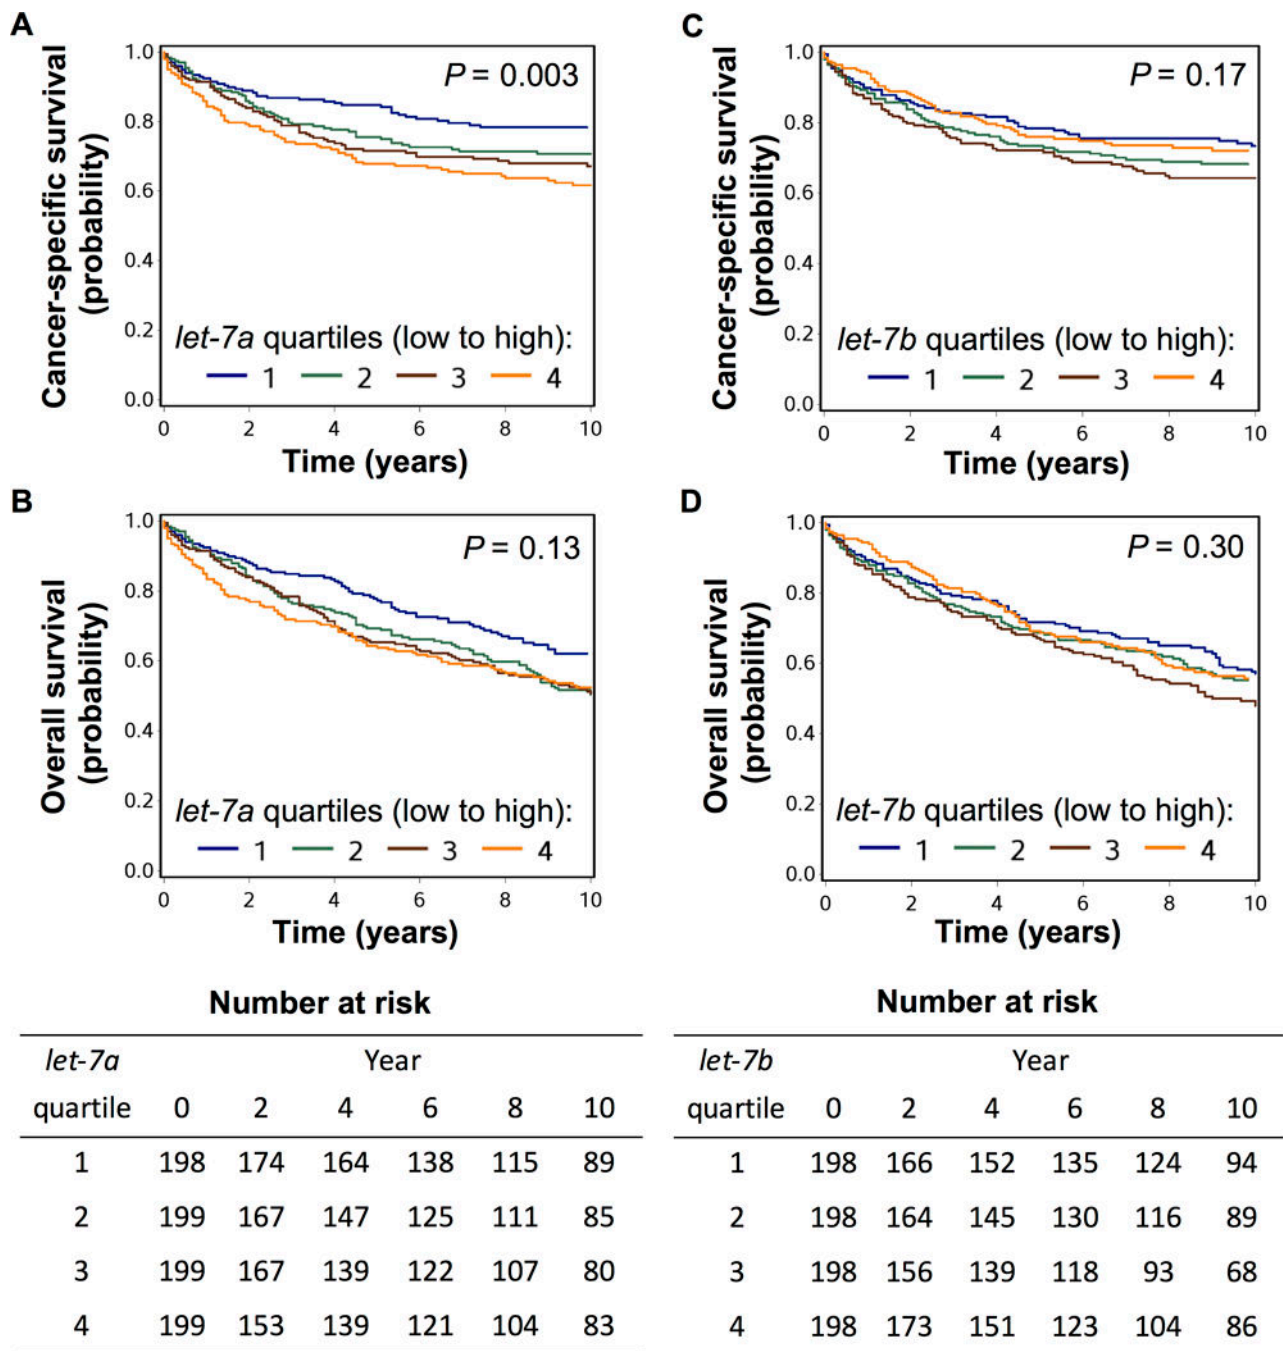 A
Cancer-specific survival
(probability)
1.0
0.8
0.6
0.4
0.2
0.0
P = 0.003
let-7a quartiles (low to high):
1 2 3 4
0 2 4 6 8 10
Time (years)
C
Cancer-specific survival
(probability)
1.0
0.8
0.6
0.4
0.2
0.0
P = 0.17
let-7b quartiles (low to high):
1 2 3 4
0 2 4 6 8 10
Time (years)
B
Overall survival
(probability)
1.0
0.8
0.6
0.4
0.2
0.0
P = 0.13
let-7a quartiles (low to high):
1 2 3 4
0 2 4 6 8 10
Time (years)
D
Overall survival
(probability)
1.0
0.8
0.6
0.4
0.2
0.0
P = 0.30
let-7b quartiles (low to high):
1 2 3 4
0 2 4 6 8 10
Time (years)
Number at risk
let-7a Year
quartile 0 2 4 6 8 10
1 198 174 164 138 115 89
2 199 167 147 125 111 85
3 199 167 139 122 107 80
4 199 153 139 121 104 83
Number at risk
let-7b Year
quartile 0 2 4 6 8 10
1 198 166 152 135 124 94
2 198 164 145 130 116 89
3 198 156 139 118 93 68
4 198 173 151 123 104 86